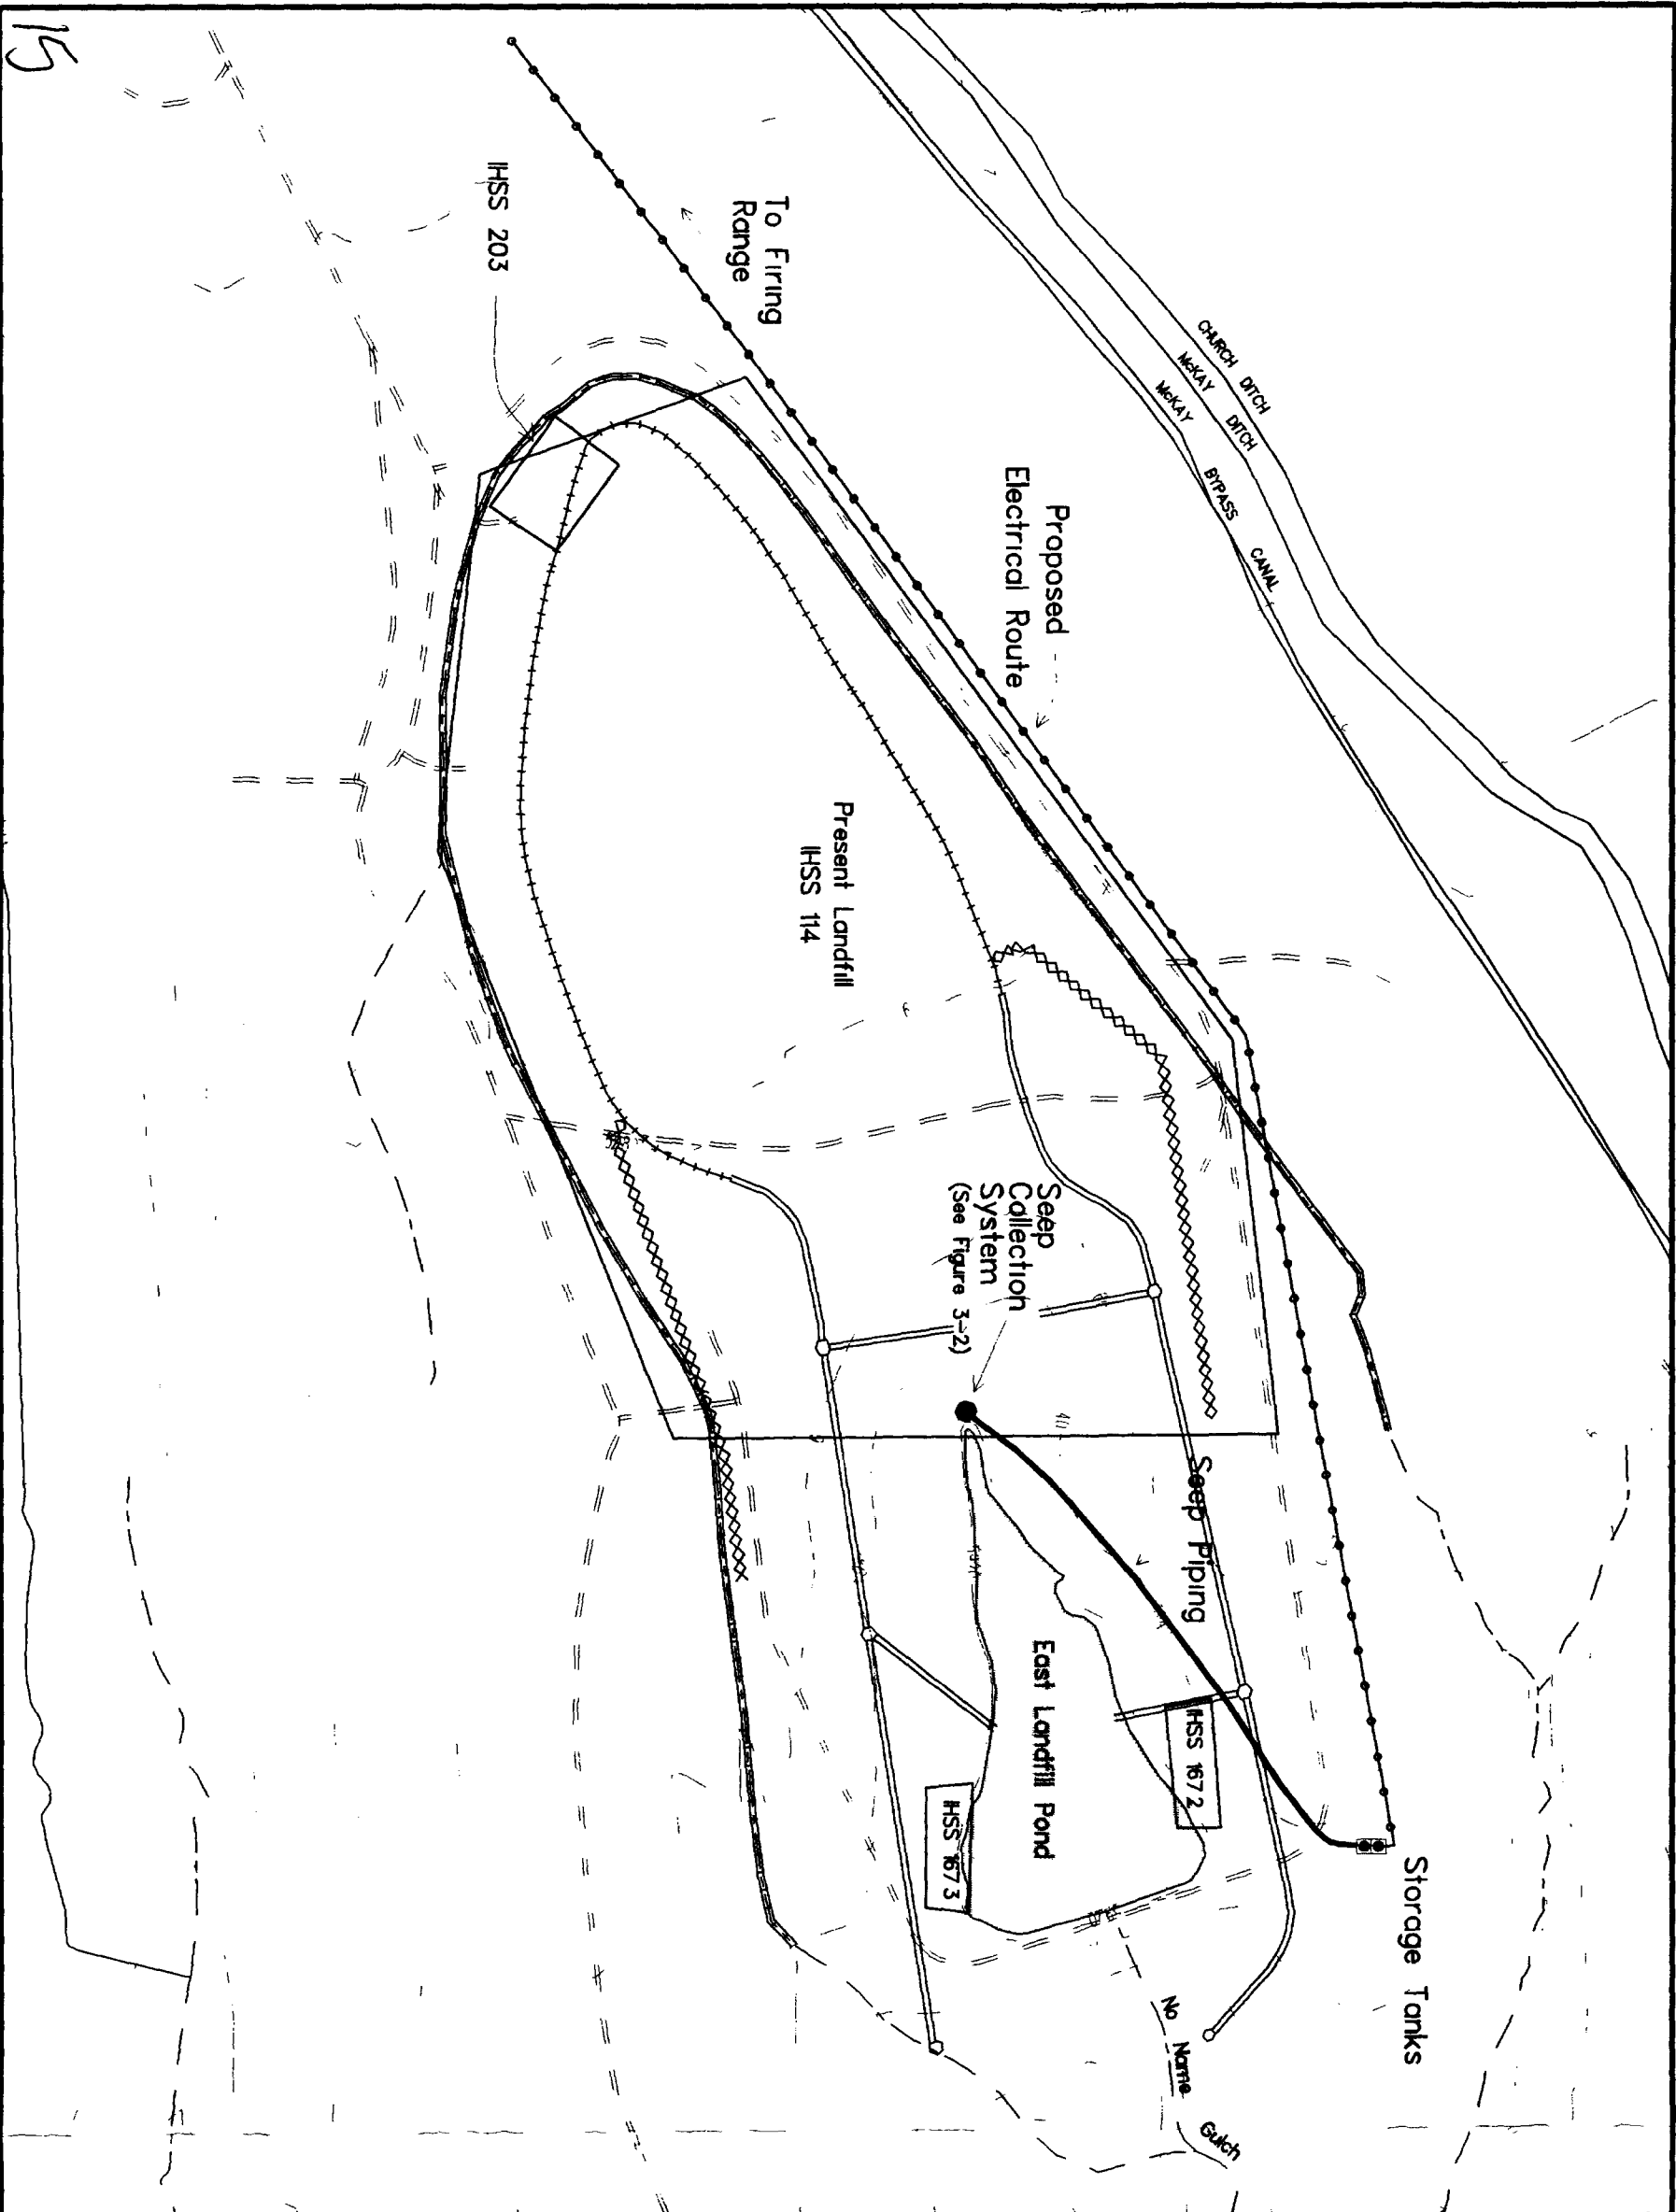 15
CHURCH DITCH
McKAY DITCH
McKAY BYPASS CANAL
To Firing
Range
IHSS 203
Proposed
Electrical Route
Present Landfill
IHSS 114
Seep
Collection
System
(See Figure 3-2)
Seep Piping
Storage Tanks
IHSS 167 2
East Landfill Pond
IHSS 167 3
No Name Gulch